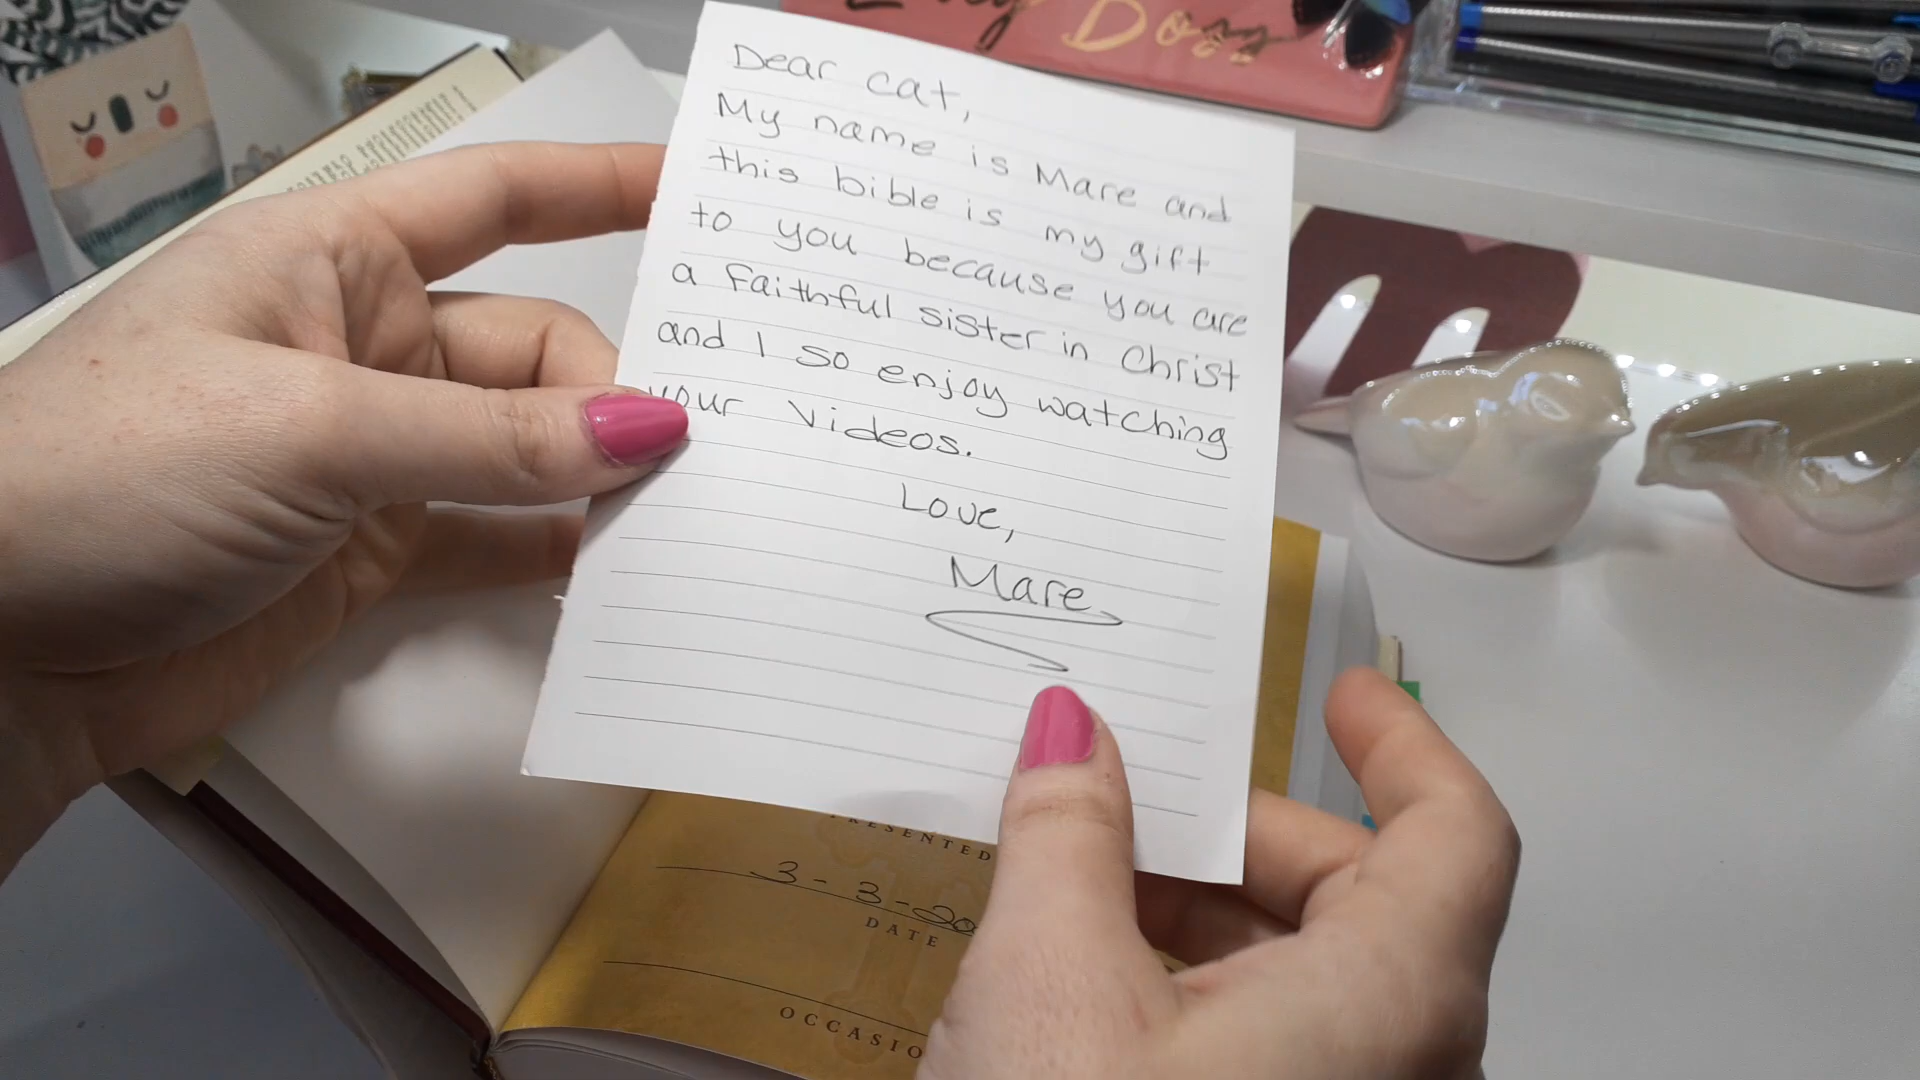 Dear cat,
My name is Mare and
this bible is my gift
to you because you are
a faithful sister in Christ
and I so enjoy watching
your Videos.
Love,
Mare
PRESENTED
3-3-20
DATE